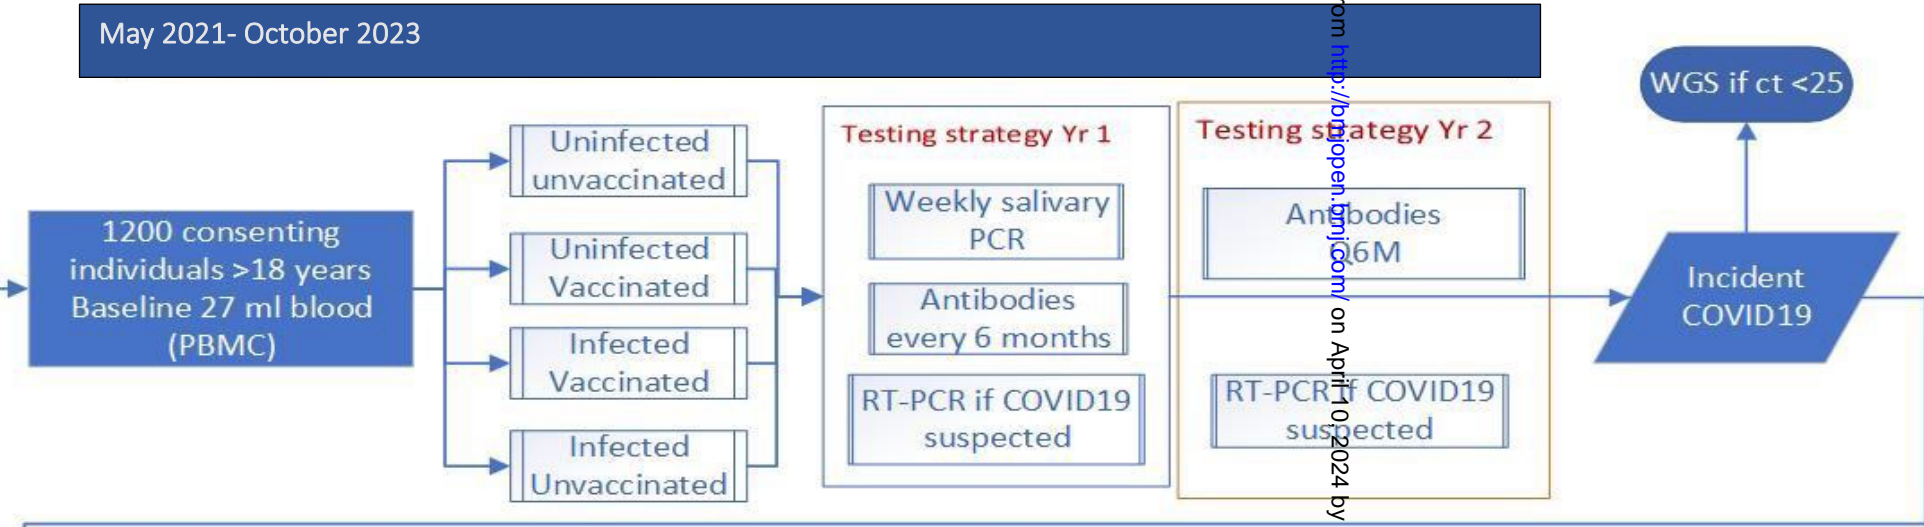 May 2021- October 2023
WGS if ct <25
1200 consenting
individuals >18 years
Baseline 27 ml blood
(PBMC)
Uninfected
unvaccinated
Uninfected
Vaccinated
Infected
Vaccinated
Infected
Unvaccinated
Testing strategy Yr 1
Weekly salivary
PCR
Antibodies
every 6 months
RT-PCR if COVID19
suspected
Testing strategy Yr 2
Antibodies
Q6M
RT-PCR if COVID19
suspected
Incident
COVID19
rom http://bmjopen.bmj.com/ on April 10, 2024 by